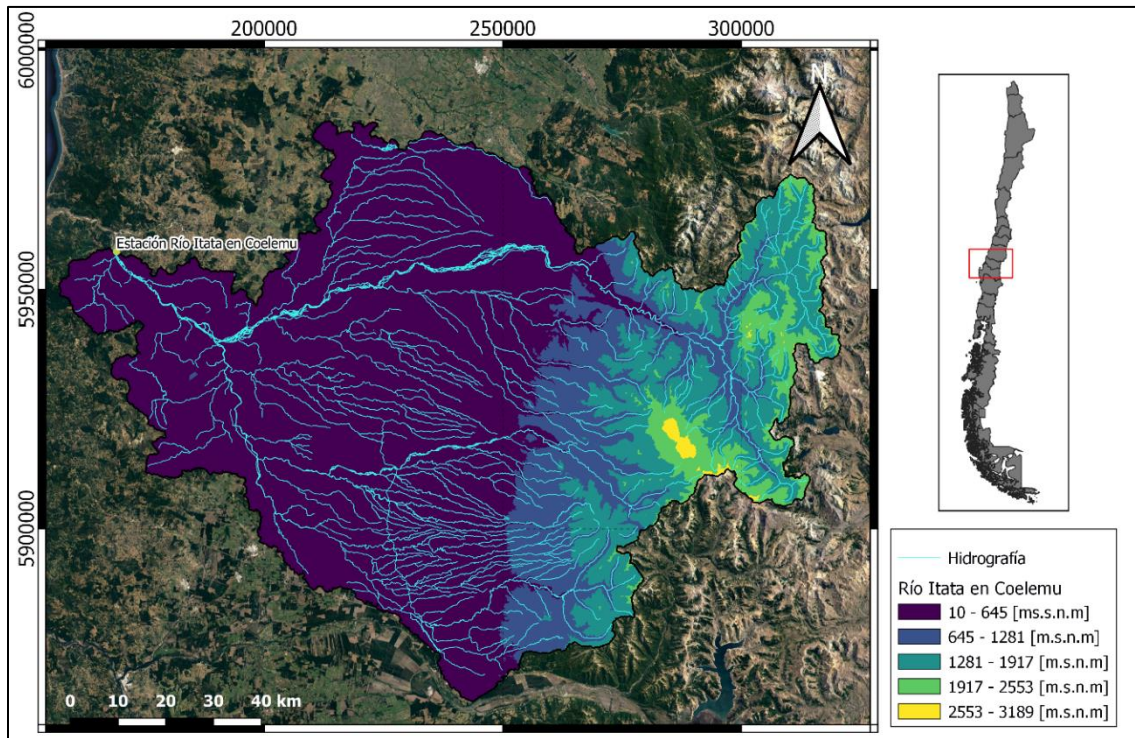 200000
250000
300000
6000000
5950000
5900000
N
Estación Río Itata en Coelemu
0 10 20 30 40 km
Hidrografía
Río Itata en Coelemu
10 - 645 [ms.s.n.m]
645 - 1281 [m.s.n.m]
1281 - 1917 [m.s.n.m]
1917 - 2553 [m.s.n.m]
2553 - 3189 [m.s.n.m]